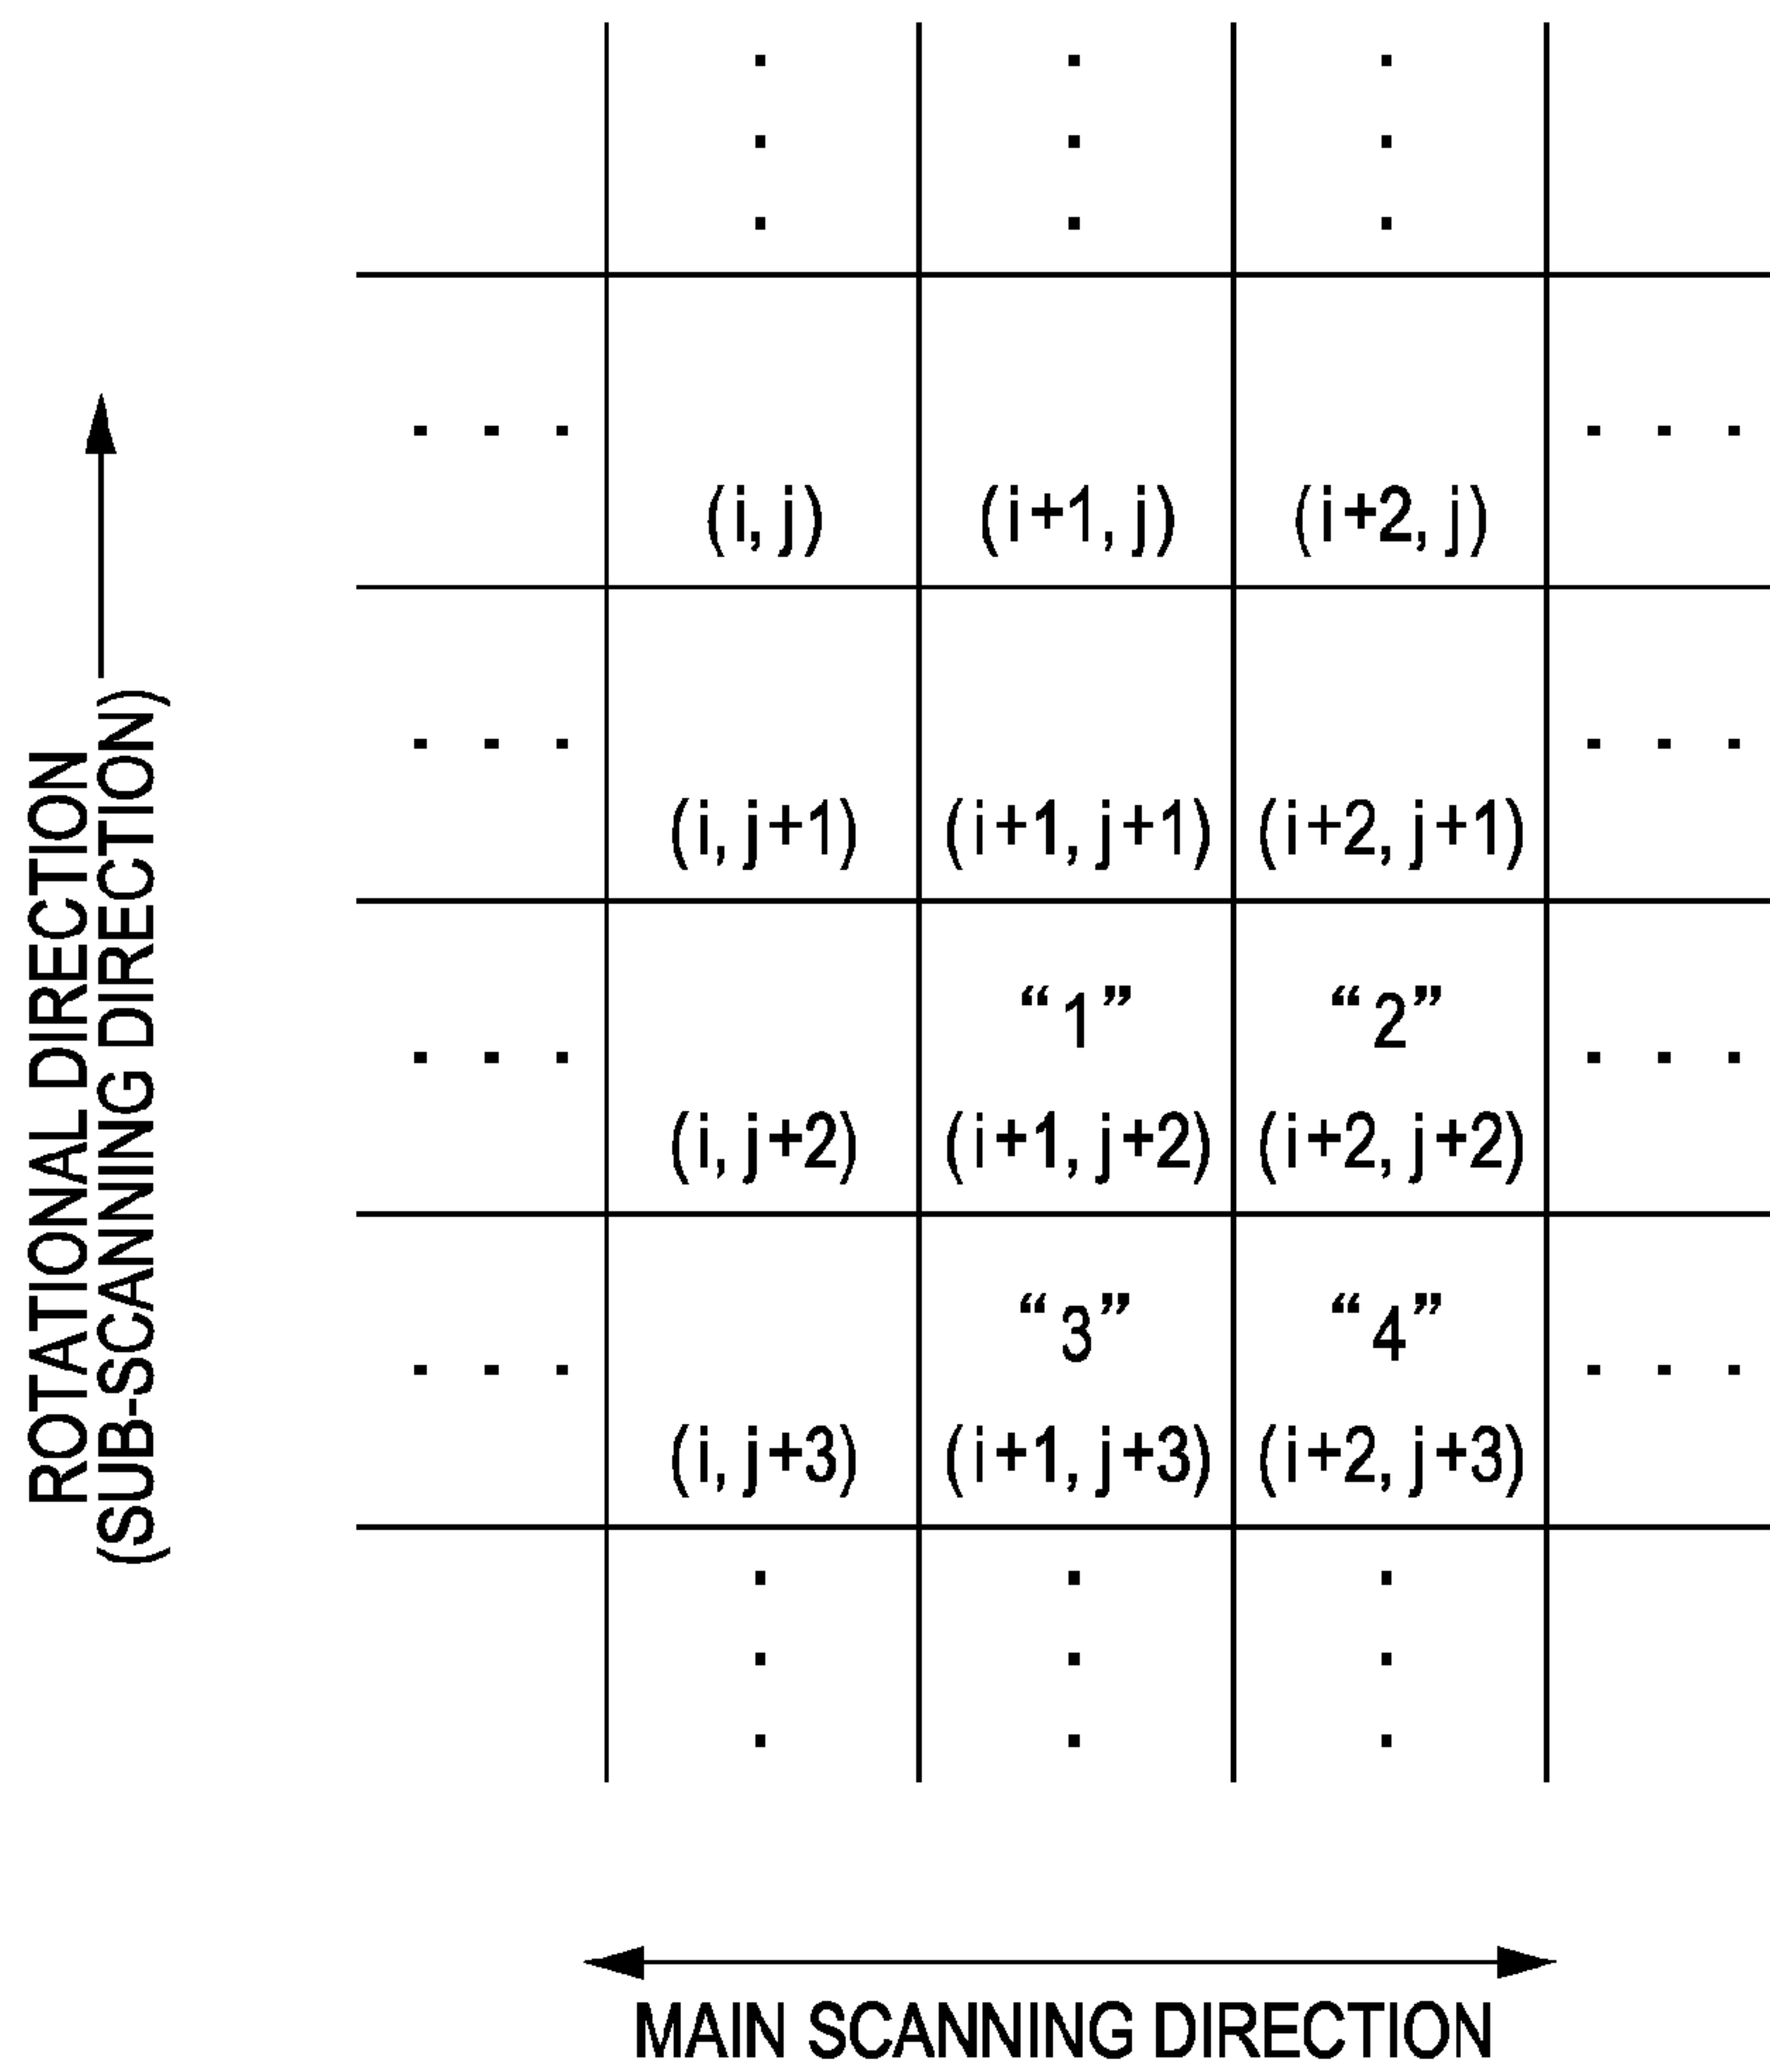 ROTATIONAL DIRECTION
(SUB-SCANNING DIRECTION)
. . .
(i, j) (i+1, j) (i+2, j)
. . .
. . .
(i, j+1) (i+1, j+1) (i+2, j+1)
. . .
“1” “2”
. . .
(i, j+2) (i+1, j+2) (i+2, j+2)
. . .
“3” “4”
. . .
(i, j+3) (i+1, j+3) (i+2, j+3)
. . .
MAIN SCANNING DIRECTION